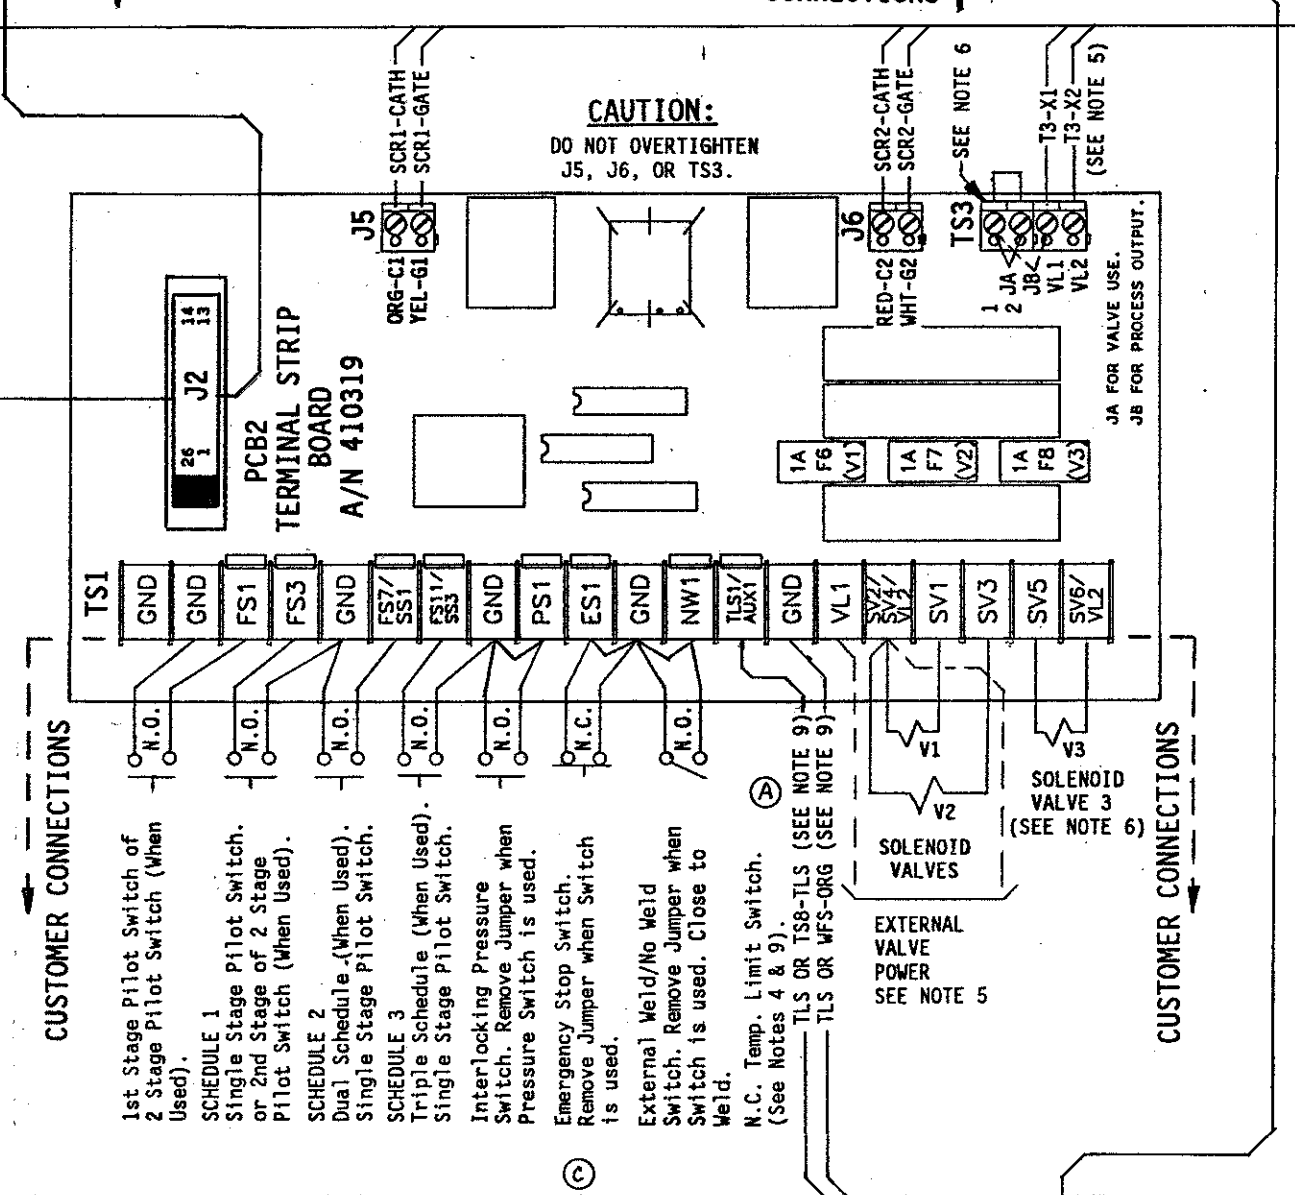 SCR1-CATH
SCR1-GATE
CAUTION:
DO NOT OVERTIGHTEN
J5, J6, OR TS3.
SCR2-CATH
SCR2-GATE
SEE NOTE 6
T3-X1
T3-X2
(SEE NOTE 5)
J5
ORG-C1
YEL-G1
J6
RED-C2
WHT-G2
TS3
1
2
JA
JB
VL1
VL2
JA FOR VALVE USE.
JB FOR PROCESS OUTPUT.
14
13
J2
26
1
PCB2
TERMINAL STRIP
BOARD
A/N 410319
1A
F6
(V1)
1A
F7
(V2)
1A
F8
(V3)
TS1
GND
GND
FS1
FS3
GND
FS7/
SS1
FS11/
SS3
GND
PS1
ES1
GND
NW1
TLS1/
AUX1
GND
VL1
SV2/
SV4/
VL2
SV1
SV3
SV5
SV6/
VL2
N.O.
N.O.
N.O.
N.O.
N.O.
N.C.
N.O.
CUSTOMER CONNECTIONS
1st Stage Pilot Switch of
2 Stage Pilot Switch (When
Used).
SCHEDULE 1
Single Stage Pilot Switch.
or 2nd Stage of 2 Stage
Pilot Switch (When Used).
SCHEDULE 2
Dual Schedule (When Used).
Single Stage Pilot Switch.
SCHEDULE 3
Triple Schedule (When Used).
Single Stage Pilot Switch.
Interlocking Pressure
Switch. Remove Jumper when
Pressure Switch is used.
Emergency Stop Switch.
Remove Jumper when Switch
is used.
External Weld/No Weld
Switch. Remove Jumper when
Switch is used. Close to
Weld.
A
N.C. Temp. Limit Switch.
(See Notes 4 & 9).
TLS OR TS8-TLS (SEE NOTE 9)
TLS OR WFS-ORG (SEE NOTE 9)
V1
V2
SOLENOID
VALVES
EXTERNAL
VALVE
POWER
SEE NOTE 5
V3
SOLENOID
VALVE 3
(SEE NOTE 6)
CUSTOMER CONNECTIONS
C